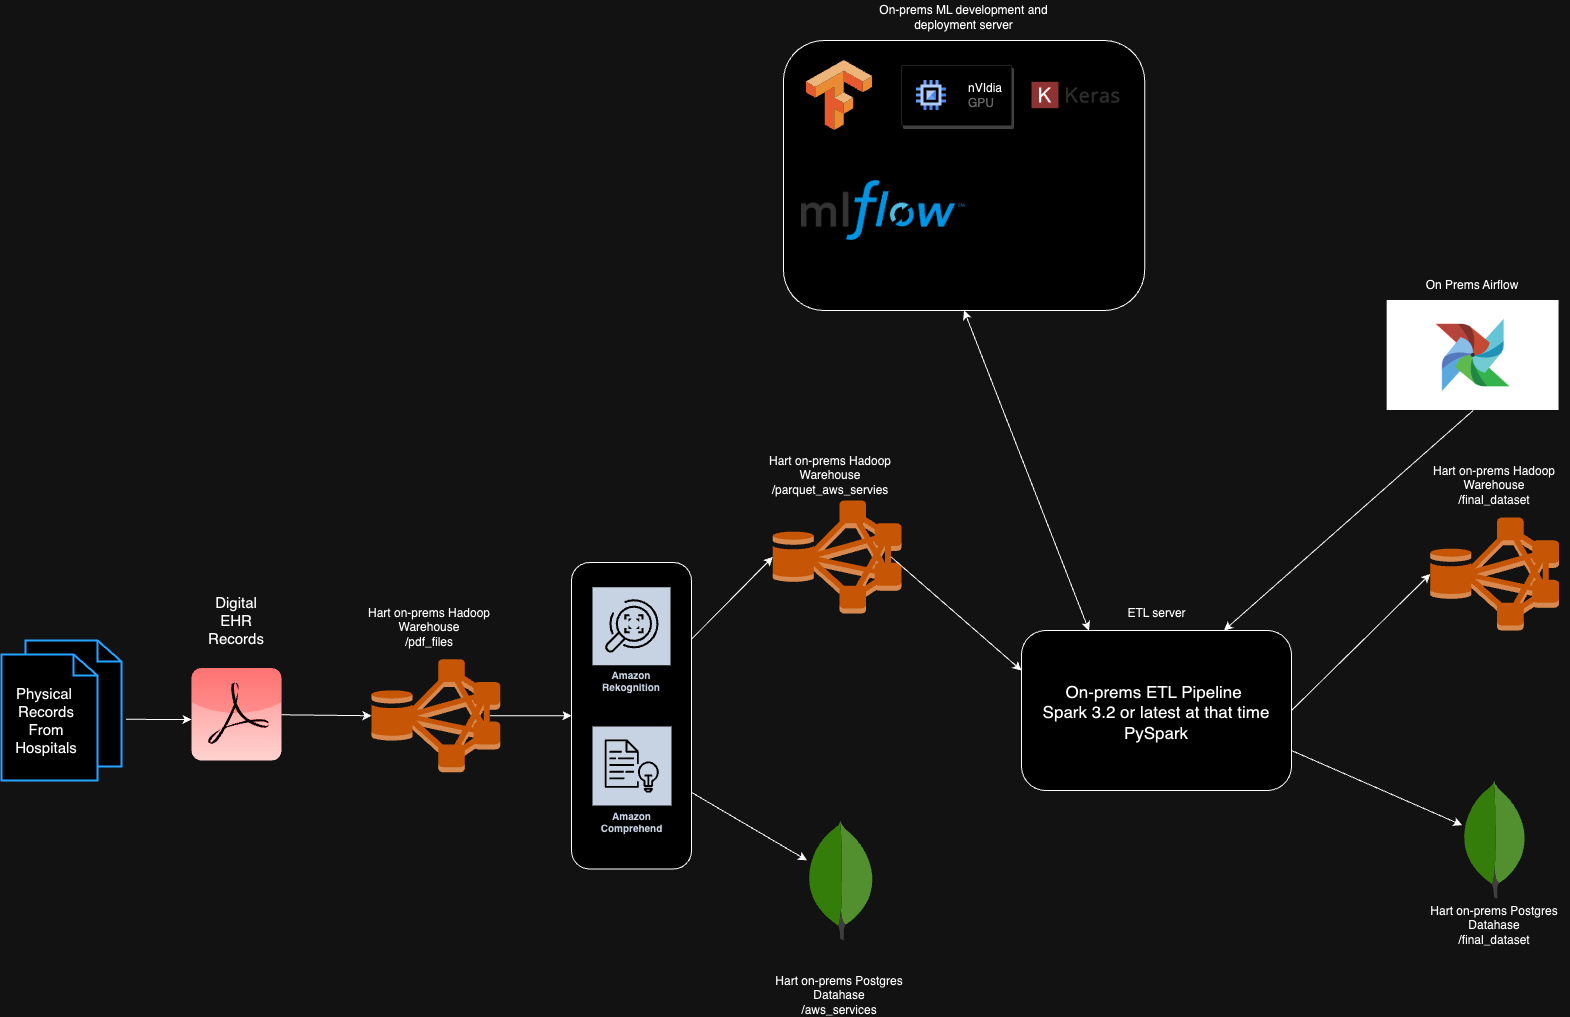 On-prems ML development and
deployment server
nVIdia
GPU
K Keras
mlflow™
On Prems Airflow
Hart on-prems Hadoop
Warehouse
/parquet_aws_servies
Hart on-prems Hadoop
Warehouse
/final_dataset
Digital
EHR
Records
Hart on-prems Hadoop
Warehouse
/pdf_files
ETL server
Physical
Records
From
Hospitals
Amazon
Rekognition
On-prems ETL Pipeline
Spark 3.2 or latest at that time
PySpark
Amazon
Comprehend
Hart on-prems Postgres
Database
/final_dataset
Hart on-prems Postgres
Datahase
/aws_services